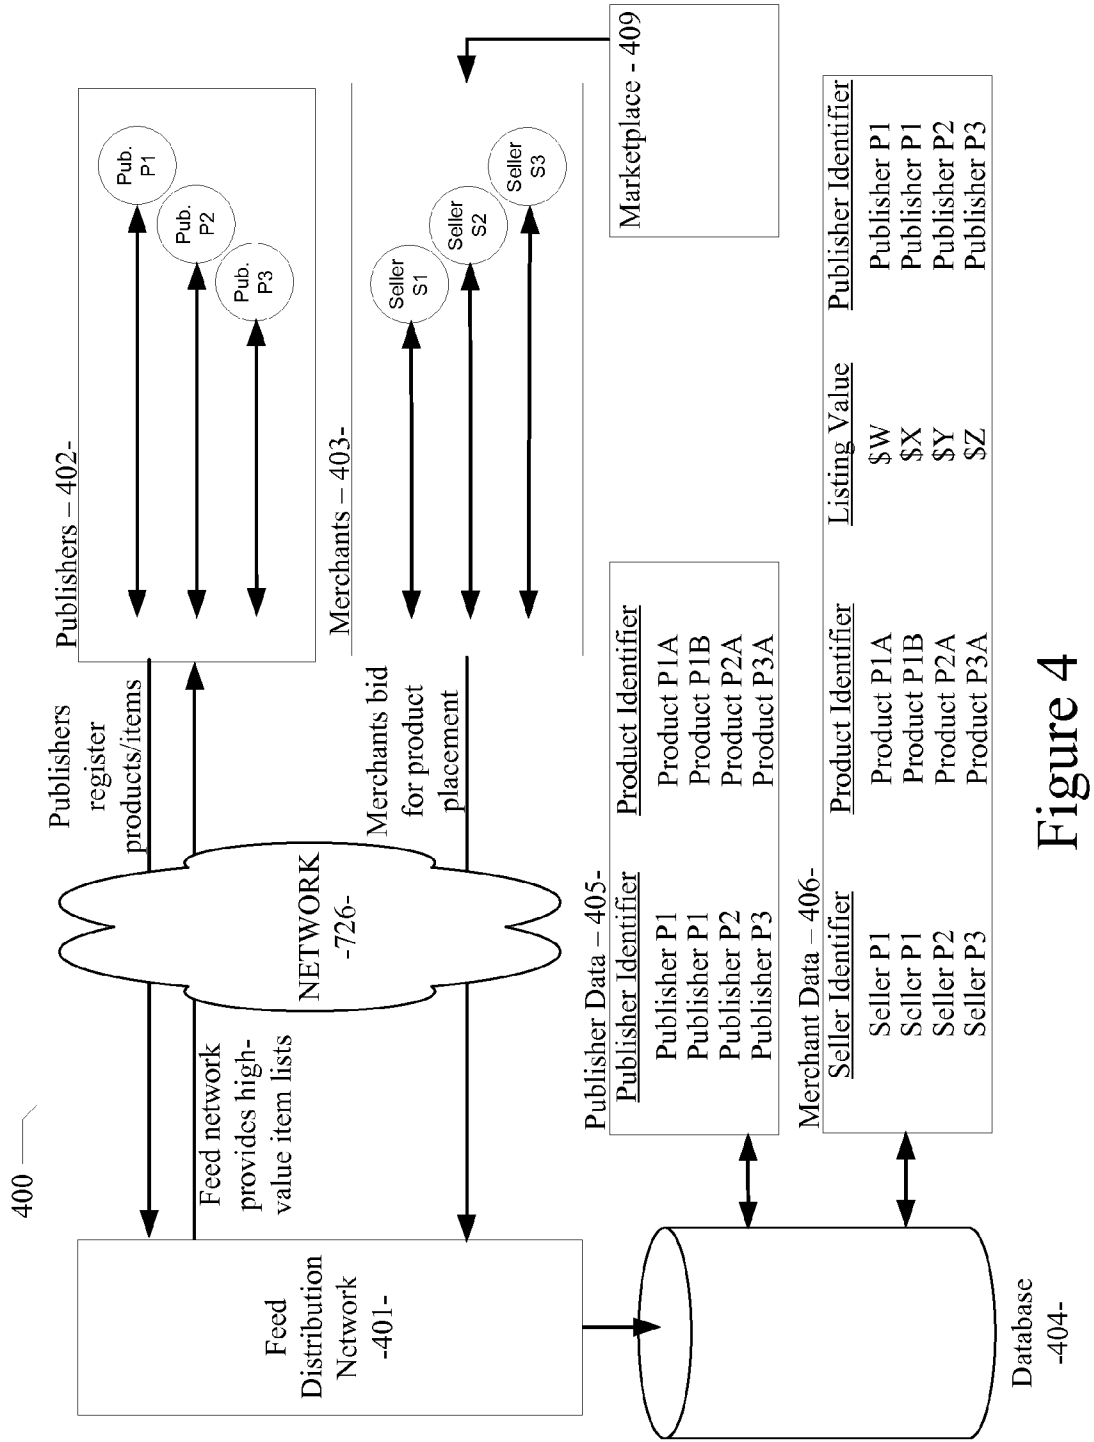 400
Feed
Distribution
Network
-401-
Publishers
register
products/items
Feed network
provides high-
value item lists
NETWORK
-726-
Merchants bid
for product
placement
Publishers – 402-
Pub.
P1
Pub.
P2
Pub.
P3
Merchants – 403-
Seller
S1
Seller
S2
Seller
S3
Marketplace - 409
Database
-404-
Publisher Data – 405-
Publisher Identifier Product Identifier
Publisher P1 Product P1A
Publisher P1 Product P1B
Publisher P2 Product P2A
Publisher P3 Product P3A
Merchant Data – 406-
Seller Identifier Product Identifier Listing Value Publisher Identifier
Seller P1 Product P1A $W Publisher P1
Seller P1 Product P1B $X Publisher P1
Seller P2 Product P2A $Y Publisher P2
Seller P3 Product P3A $Z Publisher P3
Figure 4